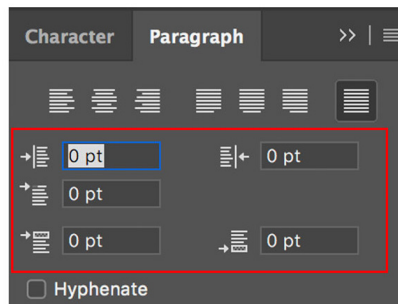 Character Paragraph >> | 
0 pt 0 pt
0 pt
0 pt 0 pt
Hyphenate